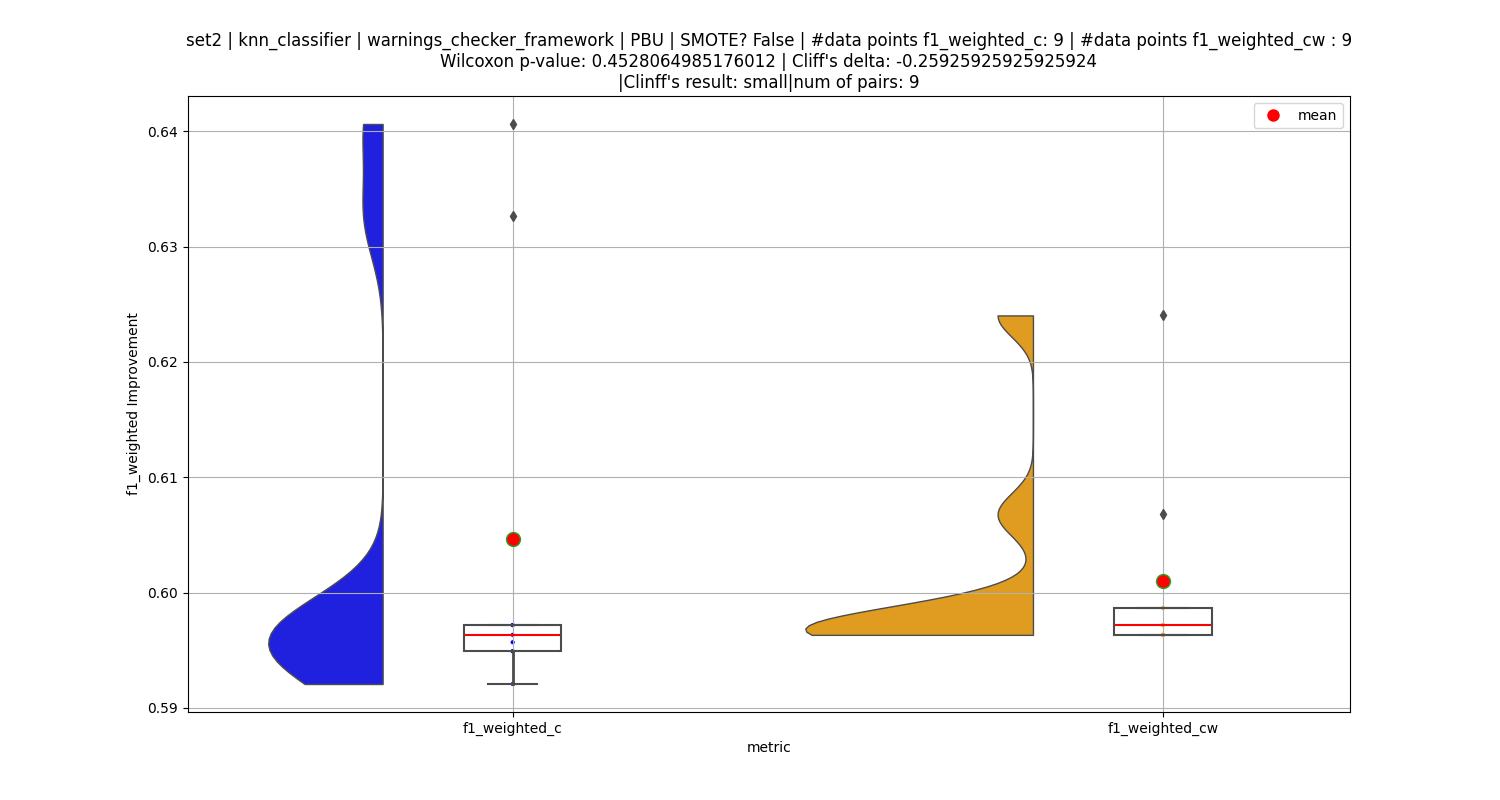 set2 | knn_classifier | warnings_checker_framework | PBU | SMOTE? False | #data points f1_weighted_c: 9 | #data points f1_weighted_cw : 9
Wilcoxon p-value: 0.4528064985176012 | Cliff's delta: -0.25925925925925924
|Clinff's result: small|num of pairs: 9
mean
0.64
0.63
0.62
0.61
0.60
0.59
f1_weighted Improvement
f1_weighted_c
f1_weighted_cw
metric